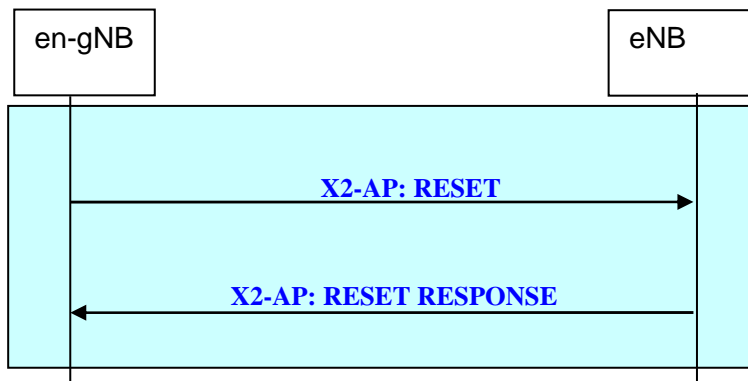 en-gNB
eNB
X2-AP: RESET
X2-AP: RESET RESPONSE